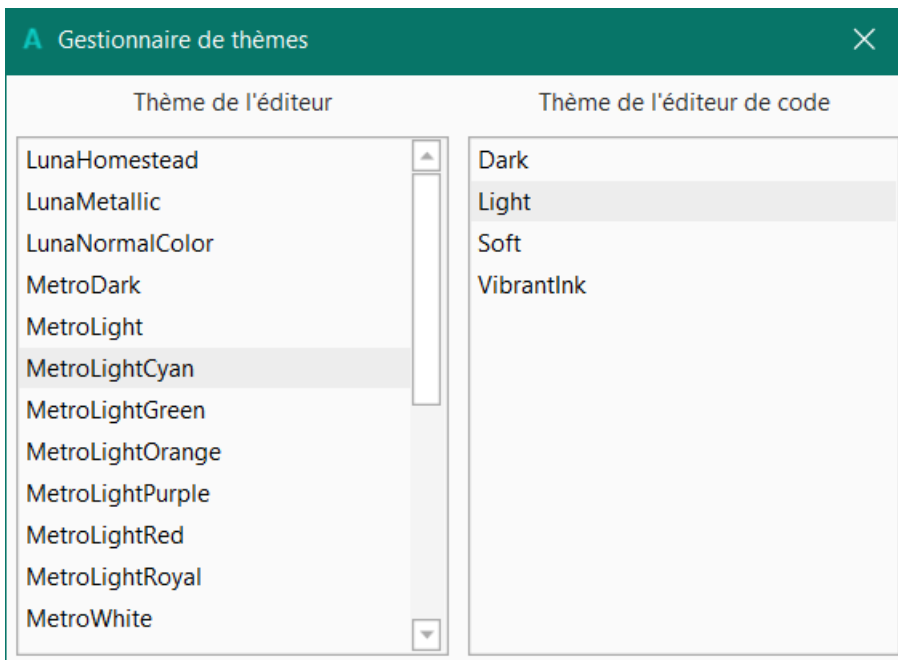 A Gestionnaire de thèmes
Thème de l'éditeur
LunaHomestead
LunaMetallic
LunaNormalColor
MetroDark
MetroLight
MetroLightCyan
MetroLightGreen
MetroLightOrange
MetroLightPurple
MetroLightRed
MetroLightRoyal
MetroWhite
Thème de l'éditeur de code
Dark
Light
Soft
VibrantInk